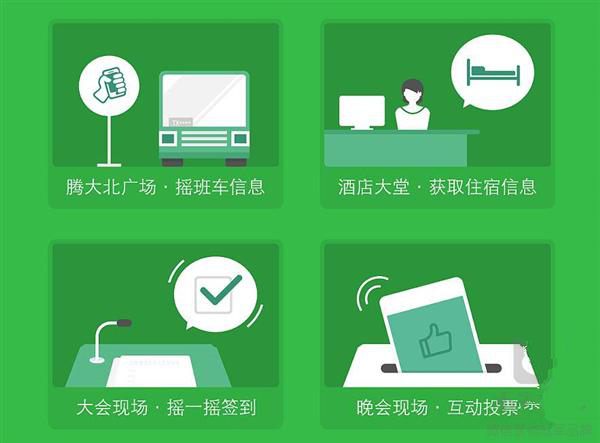 腾大北广场·摇班车信息
酒店大堂·获取住宿信息
大会现场·摇一摇签到
晚会现场·互动投票